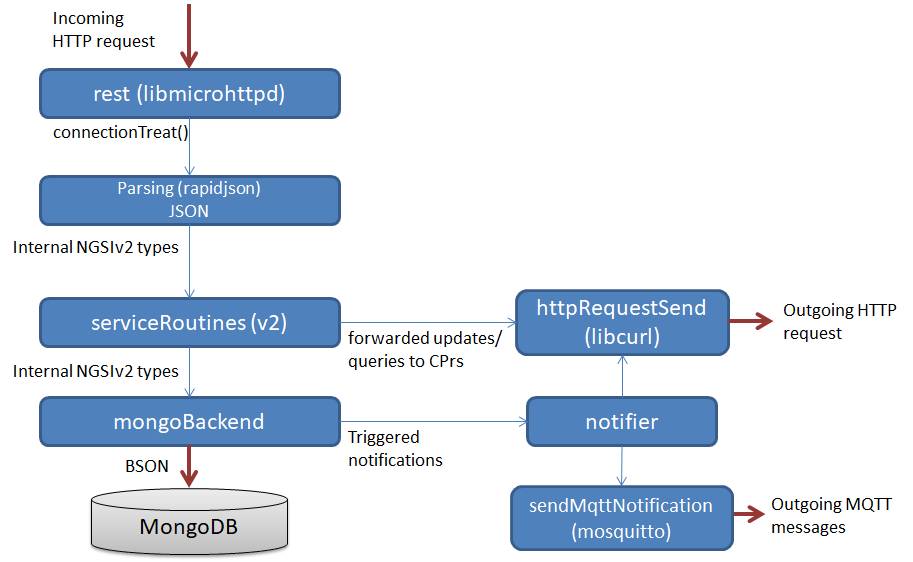 Incoming
HTTP request
rest (libmicrohttpd)
connectionTreat()
Parsing (rapidjson)
JSON
Internal NGSIv2 types
serviceRoutines (v2)
forwarded updates/
queries to CPrs
httpRequestSend
(libcurl)
Outgoing HTTP
request
Internal NGSIv2 types
mongoBackend
Triggered
notifications
notifier
BSON
MongoDB
sendMqttNotification
(mosquitto)
Outgoing MQTT
messages